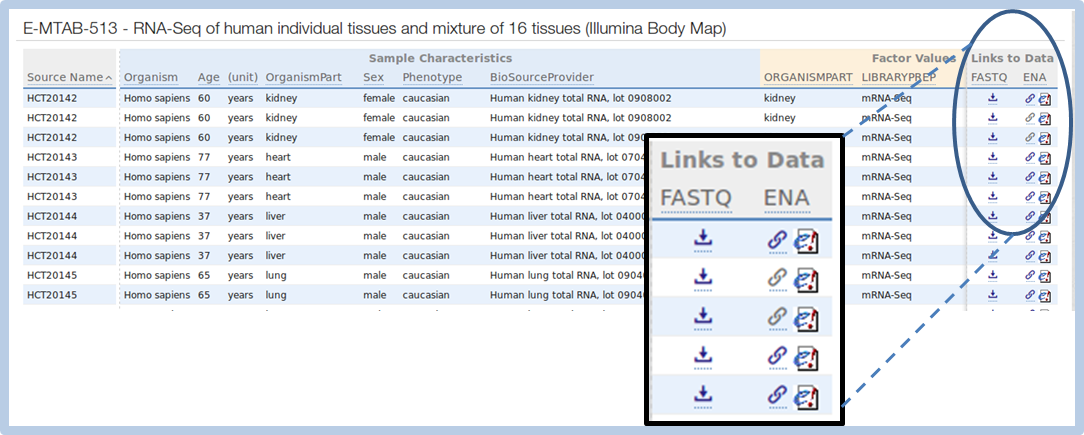 E-MTAB-513 - RNA-Seq of human individual tissues and mixture of 16 tissues (Illumina Body Map)
Sample Characteristics Factor Values Links to Data
Source Name Organism Age (unit) OrganismPart Sex Phenotype BioSourceProvider ORGANISMPART LIBRARYPREP FASTQ ENA
HCT20142 Homo sapiens 60 years kidney female caucasian Human kidney total RNA, lot 0908002 kidney mRNA-Seq
HCT20142 Homo sapiens 60 years kidney female caucasian Human kidney total RNA, lot 0908002 kidney mRNA-Seq
HCT20142 Homo sapiens 60 years kidney female caucasian Human kidney total RNA, lot 090 mRNA-Seq
HCT20143 Homo sapiens 77 years heart male caucasian Human heart total RNA, lot 0704 mRNA-Seq
HCT20143 Homo sapiens 77 years heart male caucasian Human heart total RNA, lot 0704 mRNA-Seq
HCT20143 Homo sapiens 77 years heart male caucasian Human heart total RNA, lot 0704 mRNA-Seq
HCT20144 Homo sapiens 37 years liver male caucasian Human liver total RNA, lot 0400 mRNA-Seq
HCT20144 Homo sapiens 37 years liver male caucasian Human liver total RNA, lot 0400 mRNA-Seq
HCT20144 Homo sapiens 37 years liver male caucasian Human liver total RNA, lot 0400 mRNA-Seq
HCT20145 Homo sapiens 65 years lung male caucasian Human lung total RNA, lot 0904 mRNA-Seq
HCT20145 Homo sapiens 65 years lung male caucasian Human lung total RNA, lot 0904 mRNA-Seq
Links to Data
FASTQ ENA